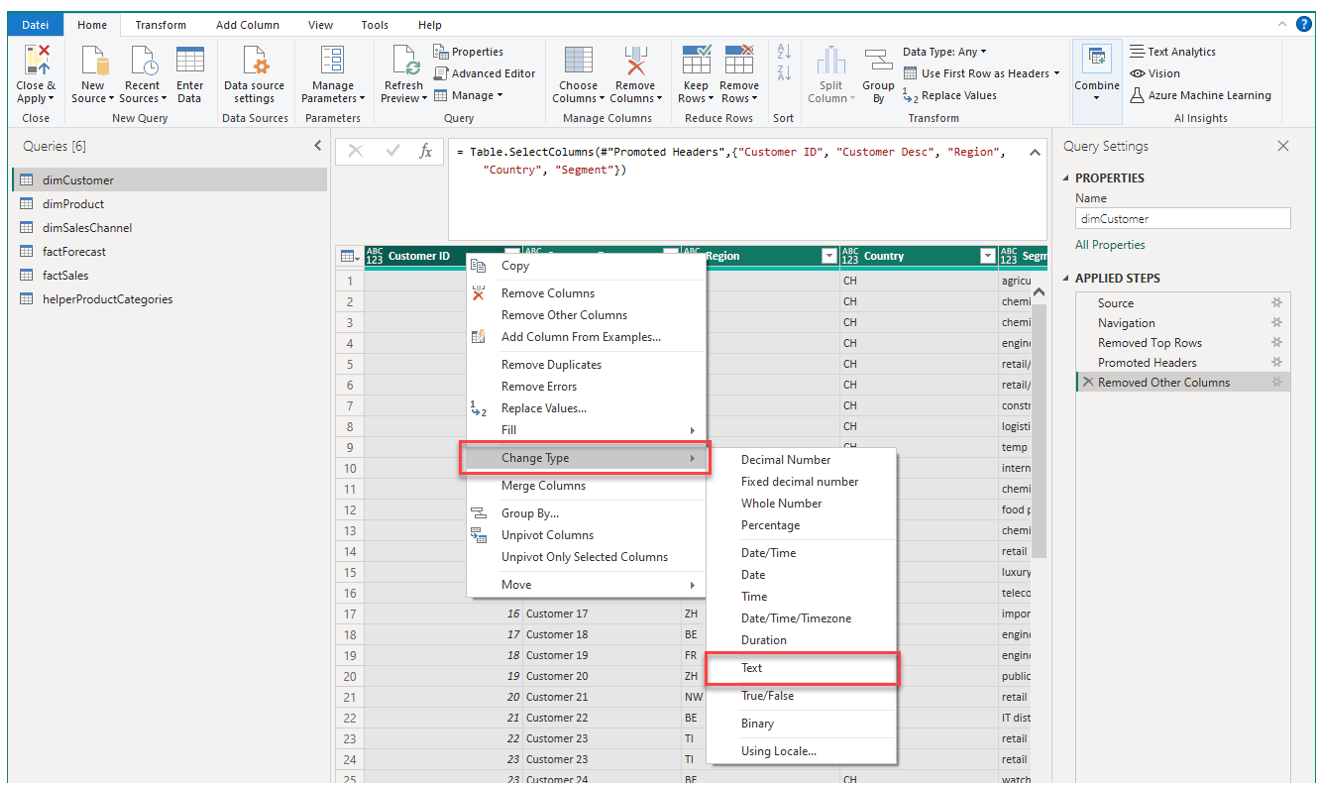 Datei Home Transform Add Column View Tools Help
Close & Apply
New Source
Recent Sources
Enter Data
Data source settings
Manage Parameters
Refresh Preview
Properties
Advanced Editor
Manage
Choose Columns
Remove Columns
Keep Rows
Remove Rows
Split Column
Group By
Data Type: Any
Use First Row as Headers
Replace Values
Combine
Text Analytics
Vision
Azure Machine Learning
Close New Query Data Sources Parameters Query Manage Columns Reduce Rows Sort Transform AI Insights
Queries [6]
dimCustomer
dimProduct
dimSalesChannel
factForecast
factSales
helperProductCategories
fx
= Table.SelectColumns(#"Promoted Headers",{"Customer ID", "Customer Desc", "Region",
"Country", "Segment"})
ABC 123 Customer ID ABC Region ABC 123 Country ABC 123 Segm
1 CH agricu
2 CH chemi
3 CH chemi
4 CH engine
5 CH retail/
6 CH retail/
7 CH constr
8 CH logisti
9 CH temp
10 intern
11 chemi
12 food p
13 chemi
14 retail
15 luxury
16 teleco
17 16 Customer 17 ZH impor
18 17 Customer 18 BE engine
19 18 Customer 19 FR engine
20 19 Customer 20 ZH public
21 20 Customer 21 NW retail
22 21 Customer 22 BE IT dist
23 22 Customer 23 TI retail
24 23 Customer 23 TI retail
25 23 Customer 24 BE CH watch
Copy
Remove Columns
Remove Other Columns
Add Column From Examples...
Remove Duplicates
Remove Errors
Replace Values...
Fill
Change Type
Merge Columns
Group By...
Unpivot Columns
Unpivot Only Selected Columns
Move
Decimal Number
Fixed decimal number
Whole Number
Percentage
Date/Time
Date
Time
Date/Time/Timezone
Duration
Text
True/False
Binary
Using Locale...
Query Settings
PROPERTIES
Name
dimCustomer
All Properties
APPLIED STEPS
Source
Navigation
Removed Top Rows
Promoted Headers
Removed Other Columns